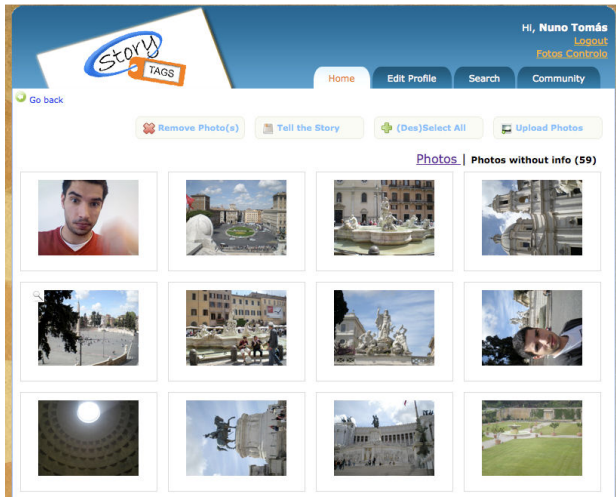 Story
TAGS
Hi, Nuno Tomás
Logout
Fotos Controlo
Home Edit Profile Search Community
Go back
Remove Photo(s) Tell the Story (Des)Select All Upload Photos
Photos | Photos without info (59)